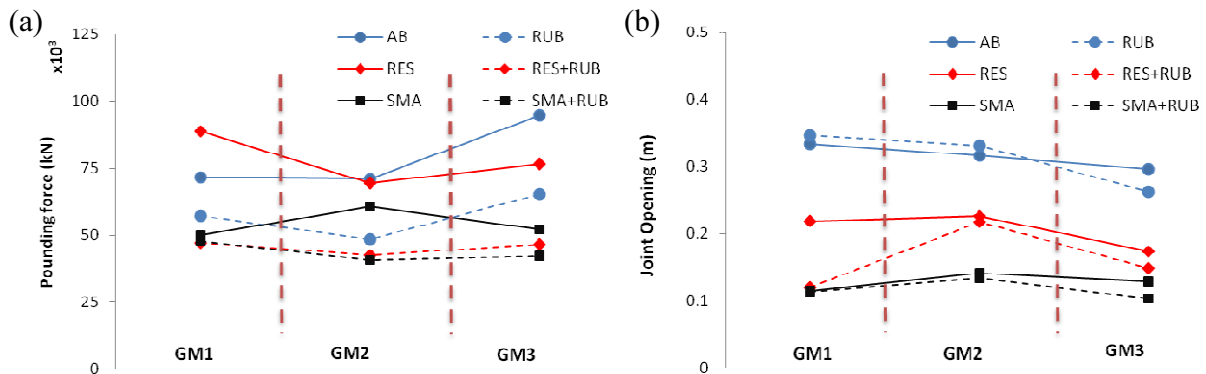 (a)
x10³
Pounding force (kN)
125
100
75
50
25
0
AB
RUB
RES
RES+RUB
SMA
SMA+RUB
GM1
GM2
GM3
(b)
Joint Opening (m)
0.5
0.4
0.3
0.2
0.1
0
AB
RUB
RES
RES+RUB
SMA
SMA+RUB
GM1
GM2
GM3